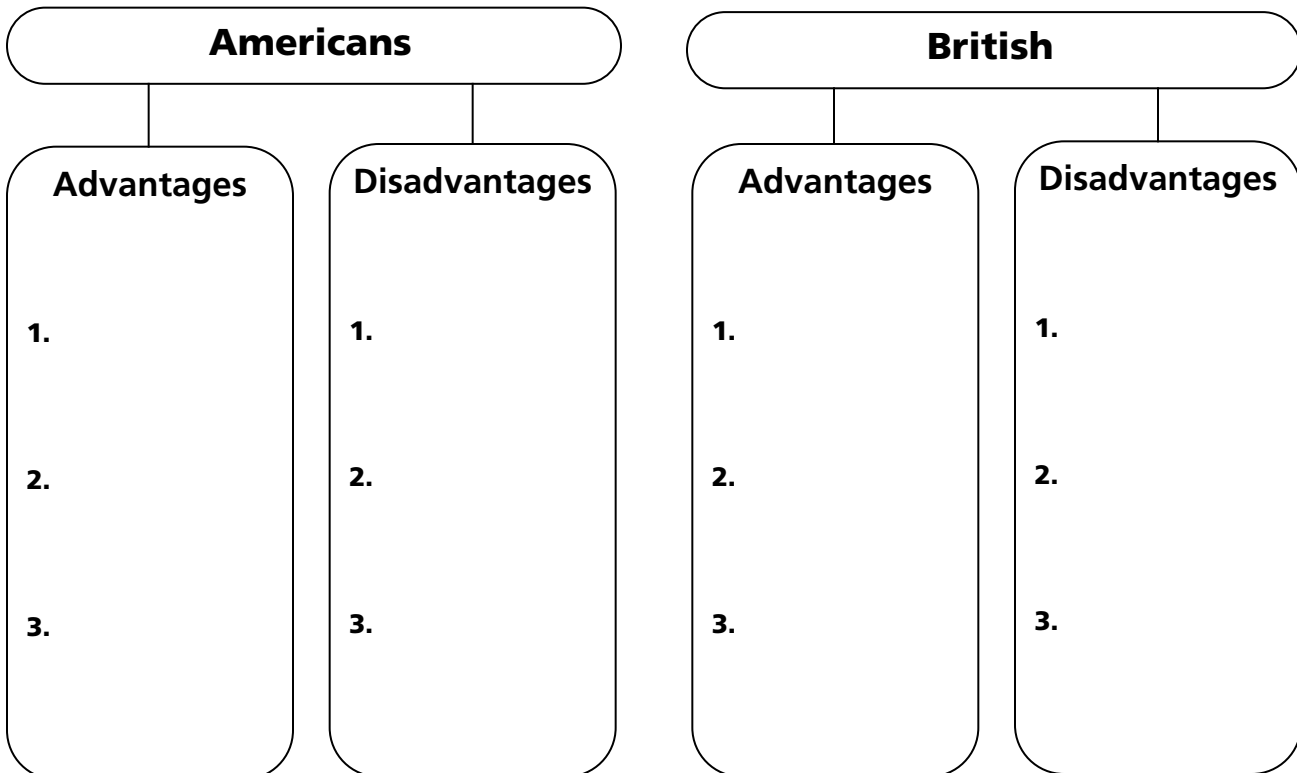 Americans
Advantages
1.
2.
3.
Disadvantages
1.
2.
3.
British
Advantages
1.
2.
3.
Disadvantages
1.
2.
3.